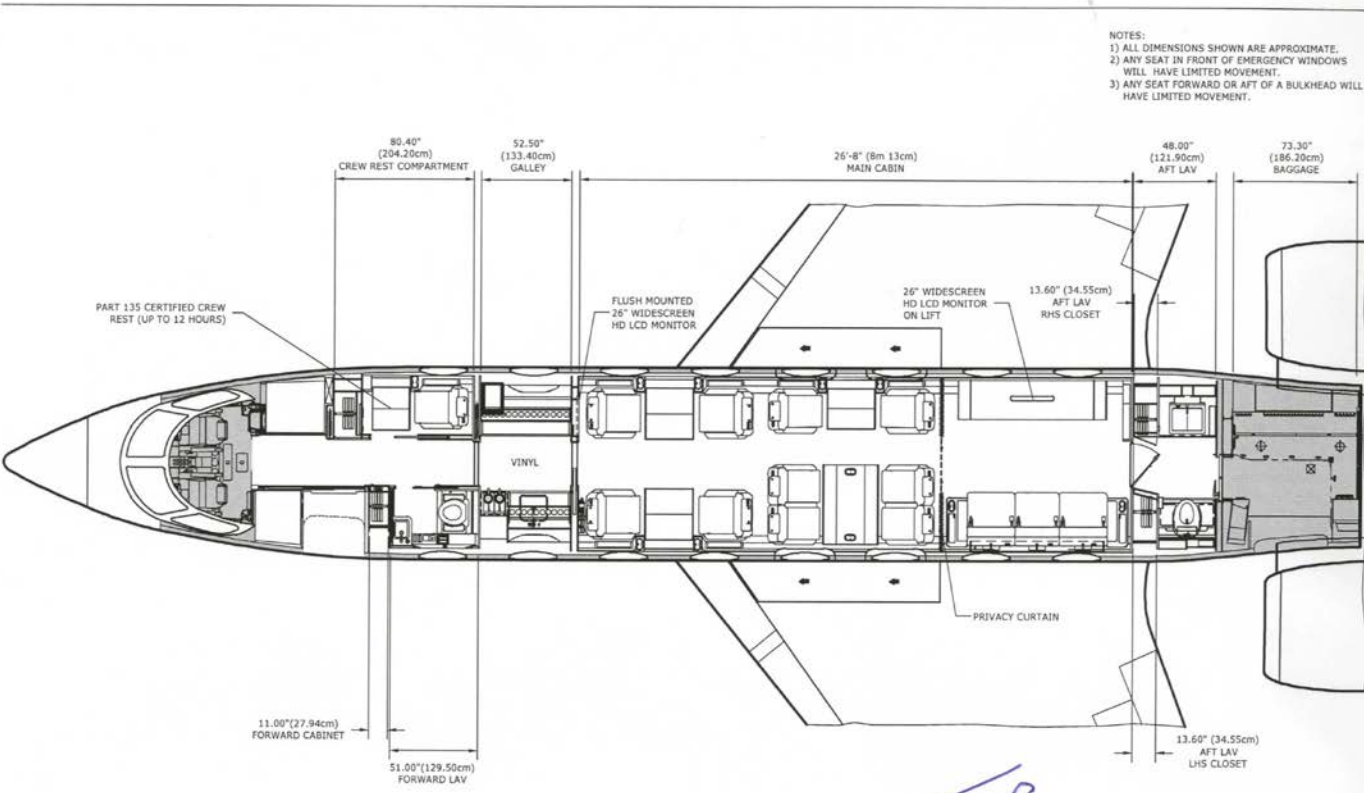 NOTES:
1) ALL DIMENSIONS SHOWN ARE APPROXIMATE.
2) ANY SEAT IN FRONT OF EMERGENCY WINDOWS
WILL HAVE LIMITED MOVEMENT.
3) ANY SEAT FORWARD OR AFT OF A BULKHEAD WILL
HAVE LIMITED MOVEMENT.
80.40"
(204.20cm)
CREW REST COMPARTMENT
52.50"
(133.40cm)
GALLEY
26'-8" (8m 13cm)
MAIN CABIN
48.00"
(121.90cm)
AFT LAV
73.30"
(186.20cm)
BAGGAGE
PART 135 CERTIFIED CREW
REST (UP TO 12 HOURS)
FLUSH MOUNTED
26" WIDESCREEN
HD LCD MONITOR
26" WIDESCREEN
HD LCD MONITOR
ON LIFT
13.60" (34.55cm)
AFT LAV
RHS CLOSET
VINYL
PRIVACY CURTAIN
11.00"(27.94cm)
FORWARD CABINET
51.00"(129.50cm)
FORWARD LAV
13.60" (34.55cm)
AFT LAV
LHS CLOSET